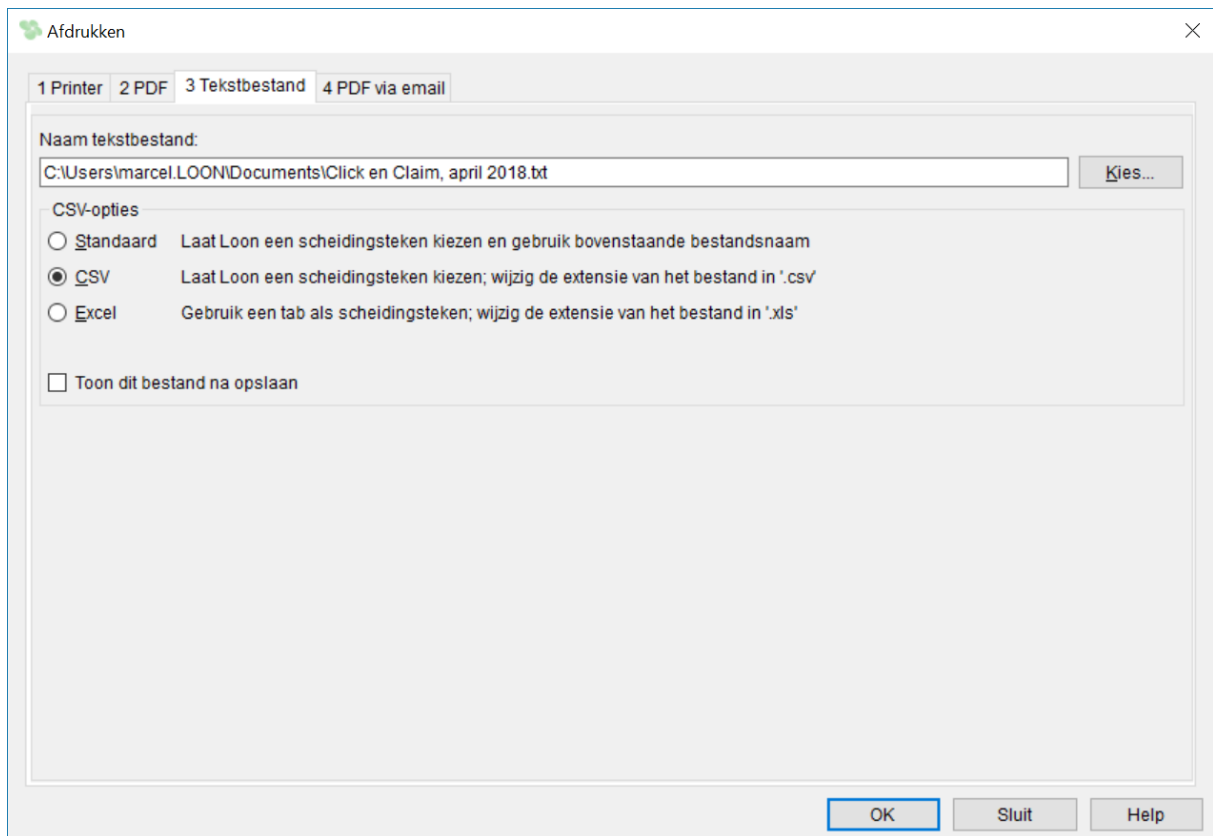 Afdrukken
1 Printer 2 PDF 3 Tekstbestand 4 PDF via email
Naam tekstbestand:
C:\Users\marcel.LOON\Documents\Click en Claim, april 2018.txt Kies...
CSV-opties
Standaard Laat Loon een scheidingsteken kiezen en gebruik bovenstaande bestandsnaam
CSV Laat Loon een scheidingsteken kiezen; wijzig de extensie van het bestand in '.csv'
Excel Gebruik een tab als scheidingsteken; wijzig de extensie van het bestand in '.xls'
Toon dit bestand na opslaan
OK Sluit Help